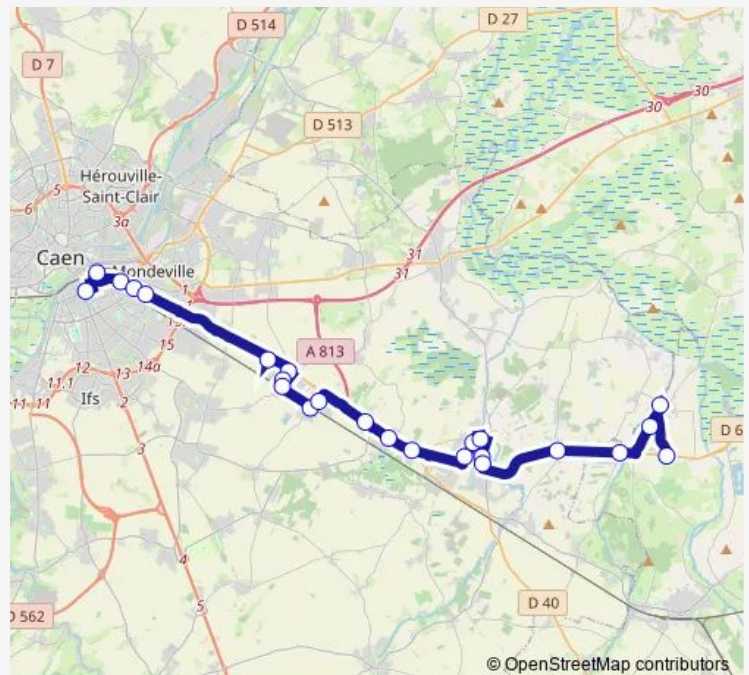 D 514
D 27
D 7
D 513
30
30
Hérouville-
Saint-Clair
5
6
3a
31
31
Caen
Mondeville
1
1
15
A 813
12
13
14a
11.1
11
11
Ifs
2
3
D 6
4
D 40
D 562
5
© OpenStreetMap contributors